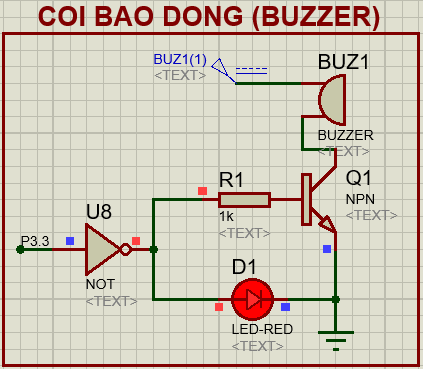 COI BAO DONG (BUZZER)
BUZ1(1)
<TEXT>
BUZ1
BUZZER
<TEXT>
R1
1k
<TEXT>
Q1
NPN
<TEXT>
U8
P3.3
NOT
<TEXT>
D1
LED-RED
<TEXT>